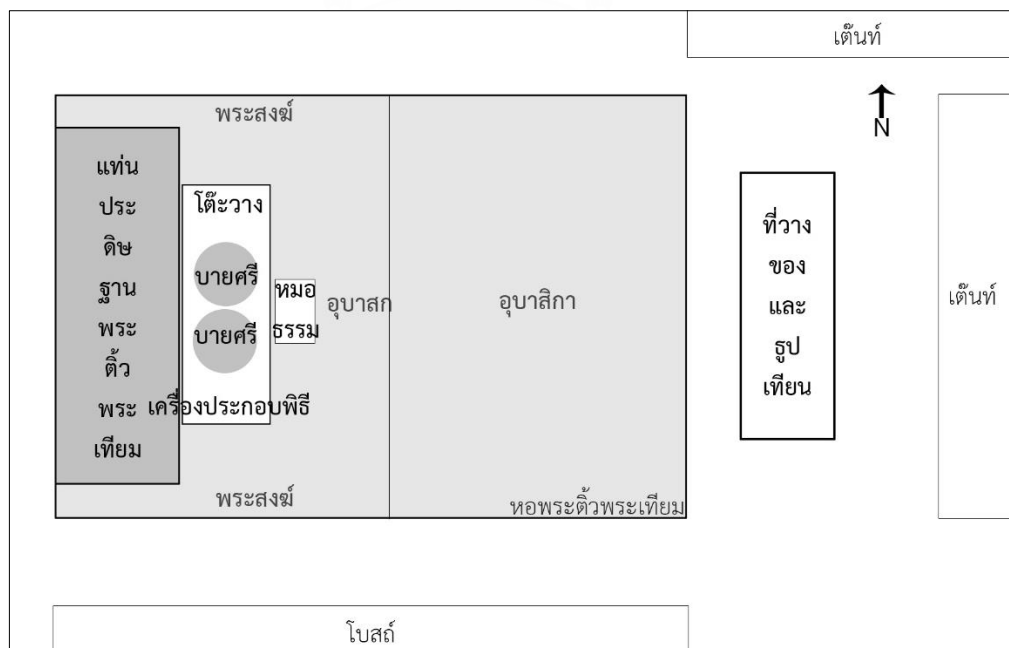 เต๊นท์
N
พระสงฆ์
แท่น
ประ
ดิษ
ฐาน
พระ
ติ้ว
พระ
เทียม
โต๊ะวาง
บายศรี
บายศรี
เครื่องประกอบพิธี
หมอ
ธรรม
อุบาสก
อุบาสิกา
พระสงฆ์
หอพระติ้วพระเทียม
ที่วาง
ของ
และ
ธูป
เทียน
เต๊นท์
โบสถ์